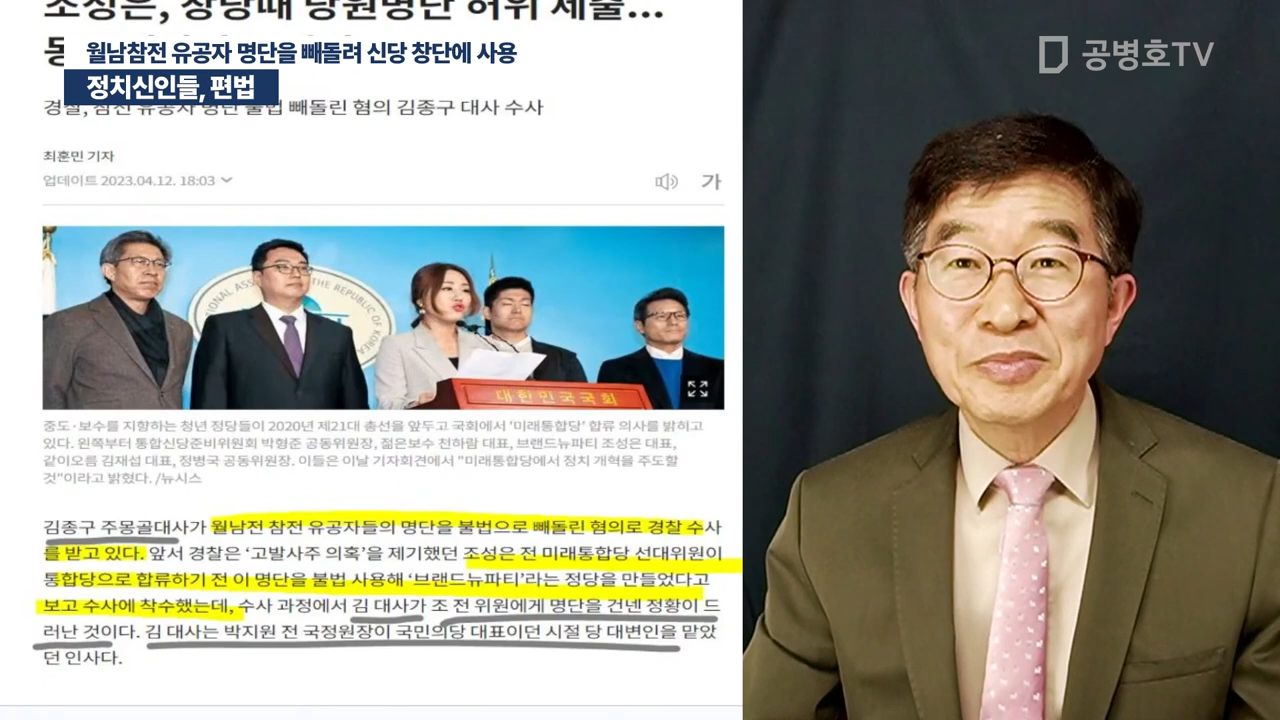 조성은, 창당때 당원명단 허위 제출...
월남참전 유공자 명단을 빼돌려 신당 창단에 사용
정치신인들, 편법
공병호TV
경찰, 참전 유공자 명단 불법 빼돌린 혐의 김종구 대사 수사
최훈민 기자
업데이트 2023.04.12. 18:03
가
NATIONAL ASSEMBLY OF THE REPUBLIC OF KOREA
대한민국국회
중도·보수를 지향하는 청년 정당들이 2020년 제21대 총선을 앞두고 국회에서 '미래통합당' 합류 의사를 밝히고
있다. 왼쪽부터 통합신당준비위원회 박형준 공동위원장, 젊은보수 천하람 대표, 브랜드뉴파티 조성은 대표,
같이오름 김재섭 대표, 정병국 공동위원장. 이들은 이날 기자회견에서 "미래통합당에서 정치 개혁을 주도할
것"이라고 밝혔다. /뉴시스
김종구 주몽골대사가 월남전 참전 유공자들의 명단을 불법으로 빼돌린 혐의로 경찰 수사
를 받고 있다. 앞서 경찰은 '고발사주 의혹'을 제기했던 조성은 전 미래통합당 선대위원이
통합당으로 합류하기 전 이 명단을 불법 사용해 '브랜드뉴파티'라는 정당을 만들었다고
보고 수사에 착수했는데, 수사 과정에서 김 대사가 조 전 위원에게 명단을 건넨 정황이 드
러난 것이다. 김 대사는 박지원 전 국정원장이 국민의당 대표이던 시절 당 대변인을 맡았
던 인사다.